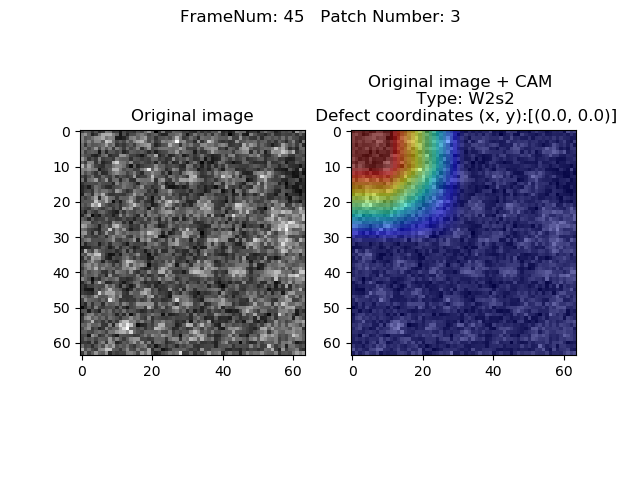 FrameNum: 45   Patch Number: 3
Original image
Original image + CAM
Type: W2s2
Defect coordinates (x, y):[(0.0, 0.0)]
0
10
20
30
40
50
60
0 20 40 60
0
10
20
30
40
50
60
0 20 40 60